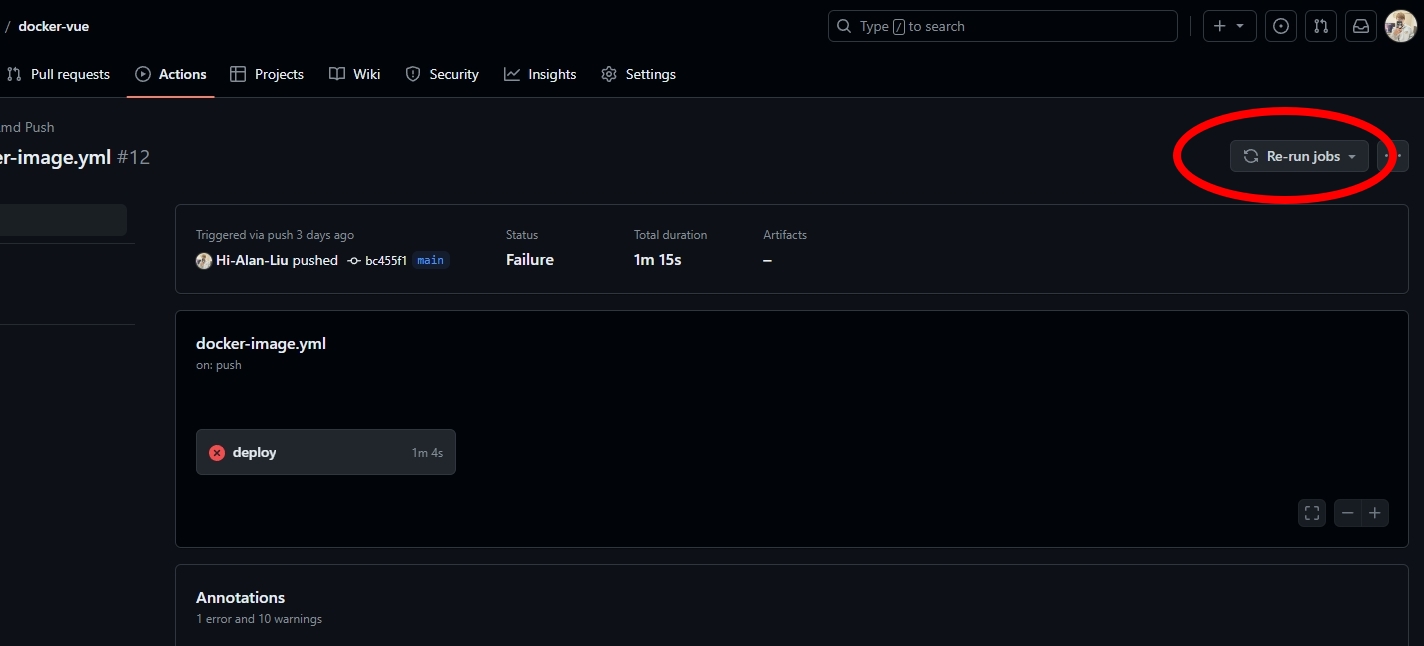 / docker-vue
Type / to search
Pull requests Actions Projects Wiki Security Insights Settings
md Push
er-image.yml #12
Re-run jobs
Triggered via push 3 days ago Status Total duration Artifacts
Hi-Alan-Liu pushed bc455f1 main Failure 1m 15s –
docker-image.yml
on: push
deploy 1m 4s
Annotations
1 error and 10 warnings